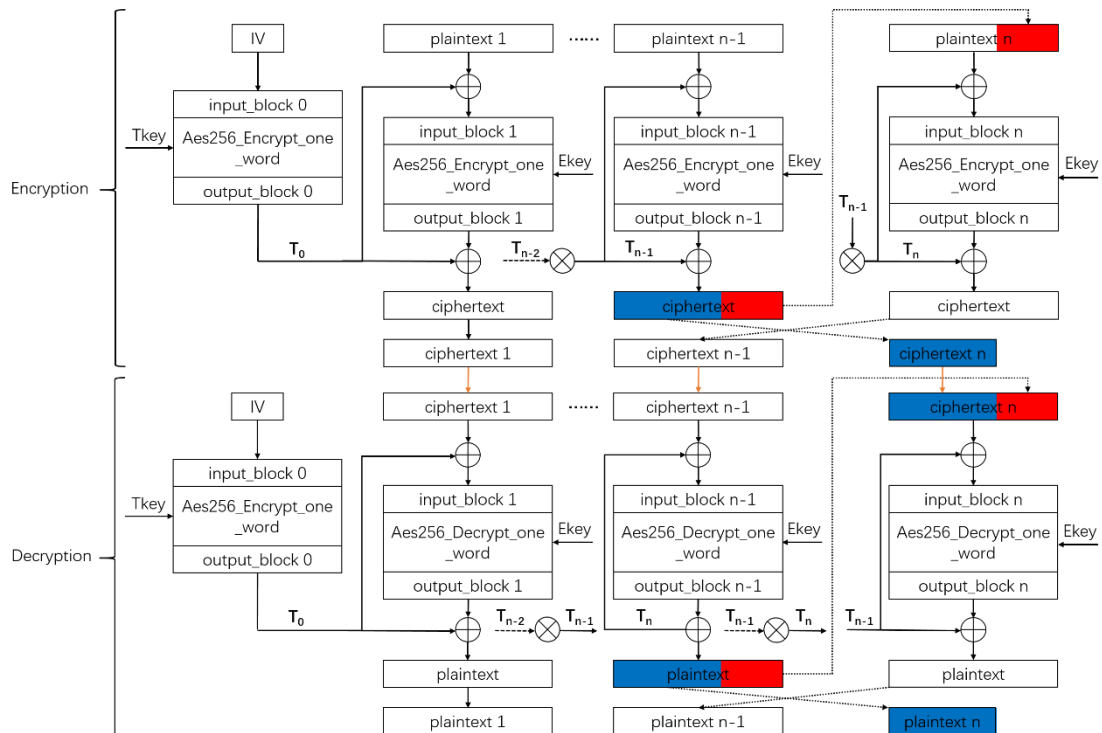 IV
plaintext 1
......
plaintext n-1
plaintext n
Tkey
input_block 0
Aes256_Encrypt_one
_word
output_block 0
input_block 1
Aes256_Encrypt_one
_word
output_block 1
Ekey
input_block n-1
Aes256_Encrypt_one
_word
output_block n-1
Ekey
input_block n
Aes256_Encrypt_one
_word
output_block n
Ekey
Encryption
T0
Tn-2
Tn-1
Tn-1
Tn
ciphertext
ciphertext
ciphertext
ciphertext 1
ciphertext n-1
ciphertext n
IV
ciphertext 1
......
ciphertext n-1
ciphertext n
Tkey
input_block 0
Aes256_Encrypt_one
_word
output_block 0
input_block 1
Aes256_Decrypt_one
_word
output_block 1
Ekey
input_block n-1
Aes256_Decrypt_one
_word
output_block n-1
Ekey
input_block n
Aes256_Decrypt_one
_word
output_block n
Ekey
Decryption
T0
Tn-2
Tn-1
Tn
Tn-1
Tn
Tn-1
plaintext
plaintext
plaintext
plaintext 1
plaintext n-1
plaintext n